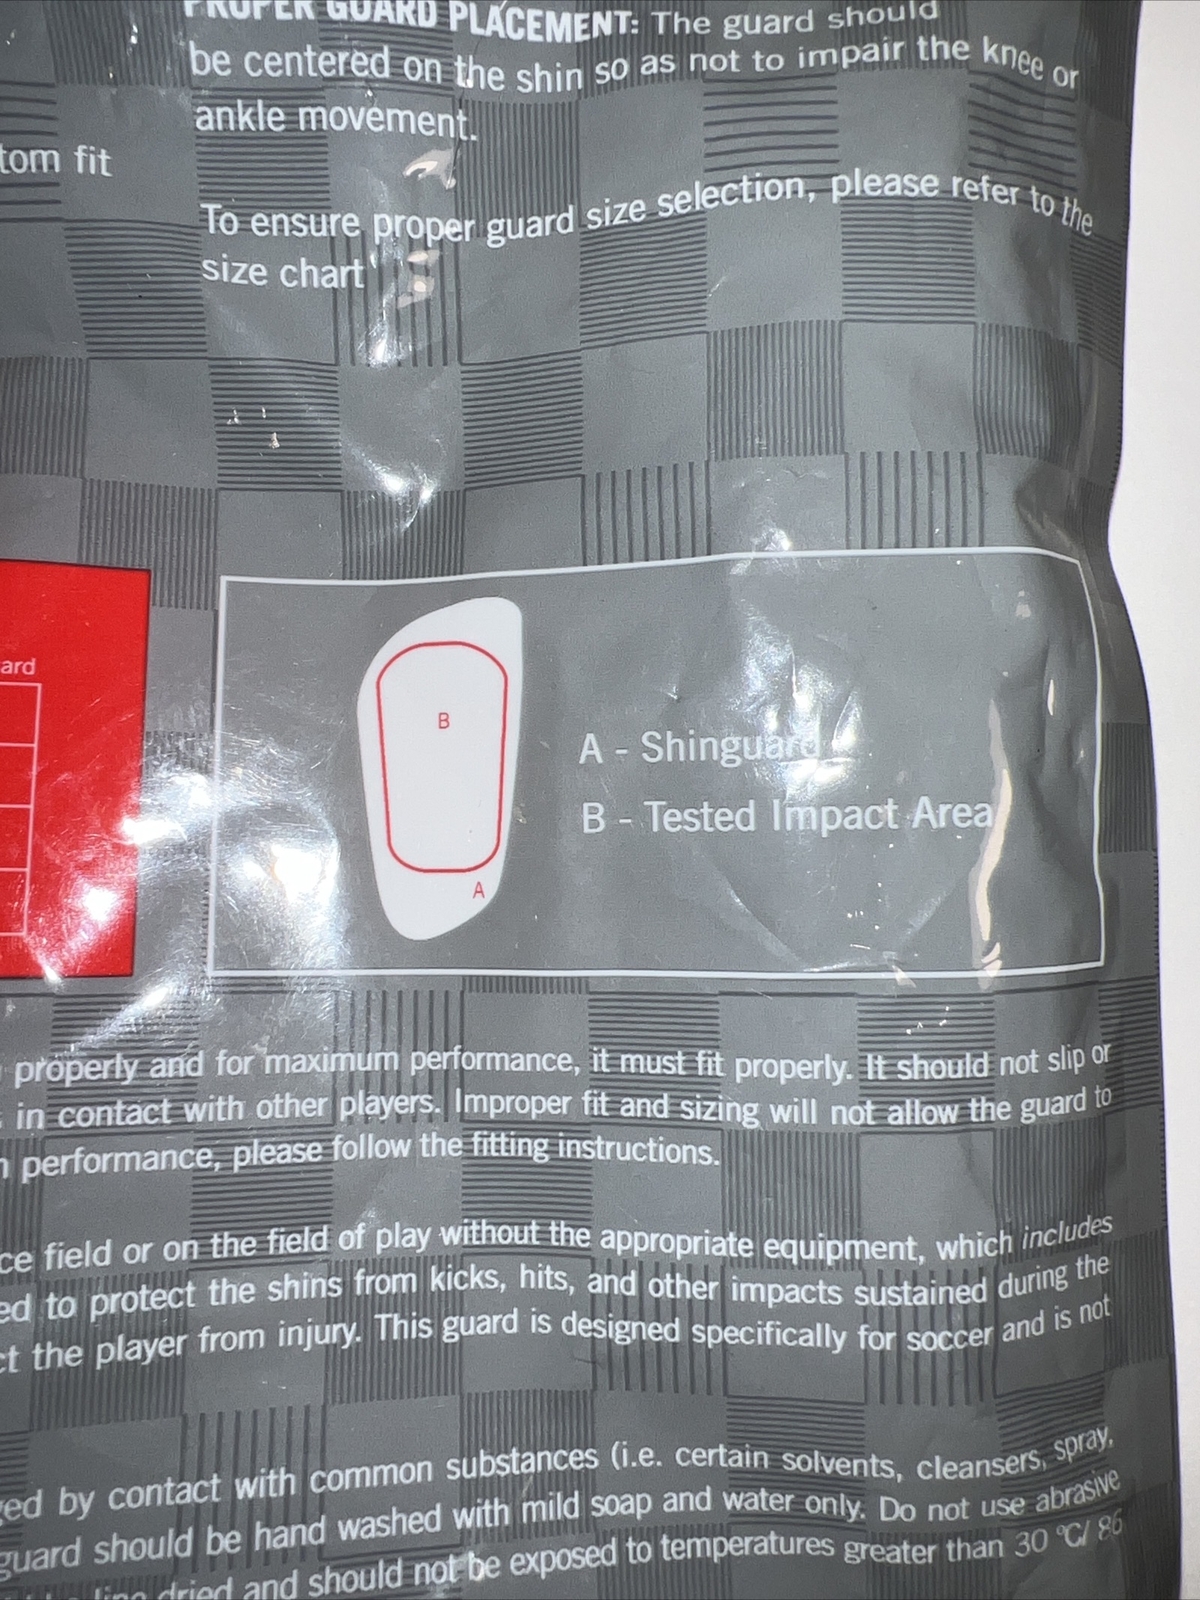 PROPER GUARD PLACEMENT: The guard should
be centered on the shin so as not to impair the knee or
ankle movement.
tom fit
To ensure proper guard size selection, please refer to the
size chart
ard
B
A
A - Shinguard
B - Tested Impact Area
properly and for maximum performance, it must fit properly. It should not slip or
in contact with other players. Improper fit and sizing will not allow the guard to
performance, please follow the fitting instructions.
ce field or on the field of play without the appropriate equipment, which includes
ed to protect the shins from kicks, hits, and other impacts sustained during the
ct the player from injury. This guard is designed specifically for soccer and is not
ged by contact with common substances (i.e. certain solvents, cleansers, spray,
guard should be hand washed with mild soap and water only. Do not use abrasive
line dried and should not be exposed to temperatures greater than 30 °C/ 86